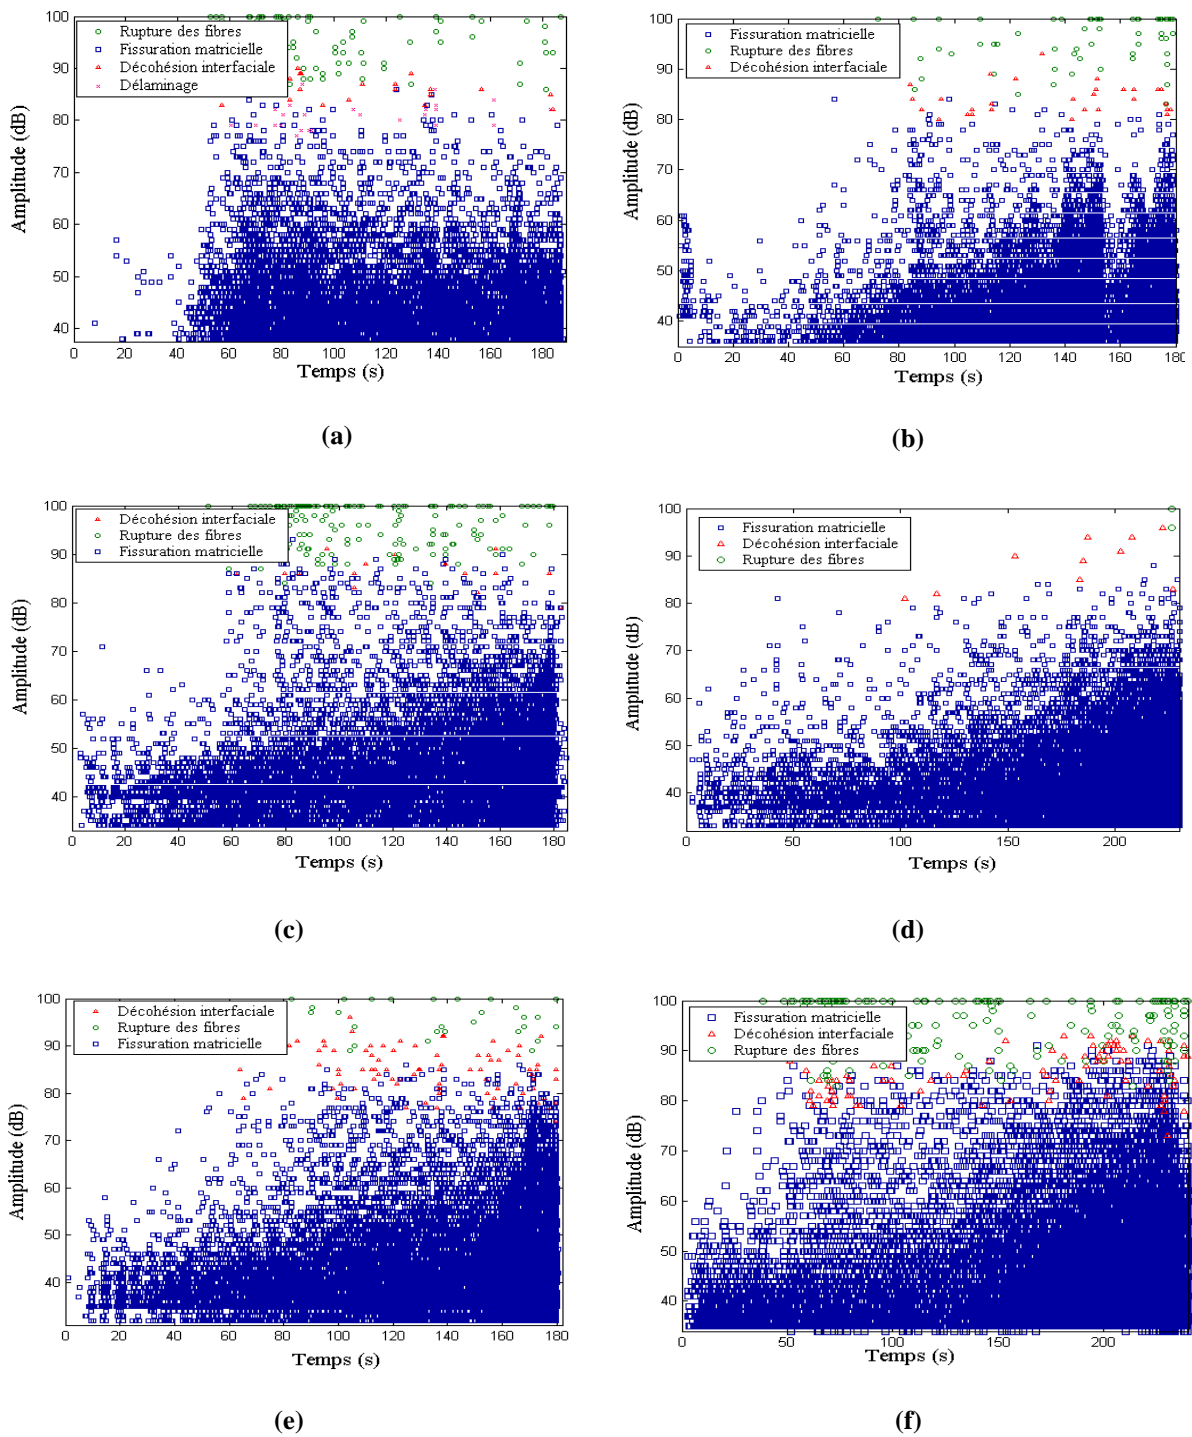 100
90
80
70
60
50
40
Amplitude (dB)
Rupture des fibres
Fissuration matricielle
Décohésion interfaciale
Délaminage
0 20 40 60 80 100 120 140 160 180
Temps (s)
(a)
100
90
80
70
60
50
40
Amplitude (dB)
Fissuration matricielle
Rupture des fibres
Décohésion interfaciale
0 20 40 60 80 100 120 140 160 180
Temps (s)
(b)
100
90
80
70
60
50
40
Amplitude (dB)
Décohésion interfaciale
Rupture des fibres
Fissuration matricielle
0 20 40 60 80 100 120 140 160 180
Temps (s)
(c)
100
90
80
70
60
50
40
Amplitude (dB)
Fissuration matricielle
Décohésion interfaciale
Rupture des fibres
0 50 100 150 200
Temps (s)
(d)
100
90
80
70
60
50
40
Amplitude (dB)
Décohésion interfaciale
Rupture des fibres
Fissuration matricielle
0 20 40 60 80 100 120 140 160 180
Temps (s)
(e)
100
90
80
70
60
50
40
Amplitude (dB)
Fissuration matricielle
Décohésion interfaciale
Rupture des fibres
0 50 100 150 200
Temps (s)
(f)